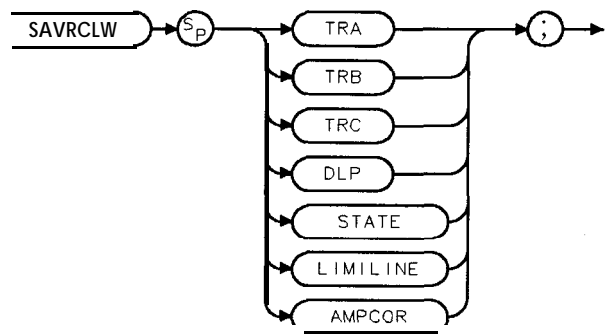 SAVRCLW SP TRA ;
TRB
TRC
DLP
STATE
LIMILINE
AMPCOR